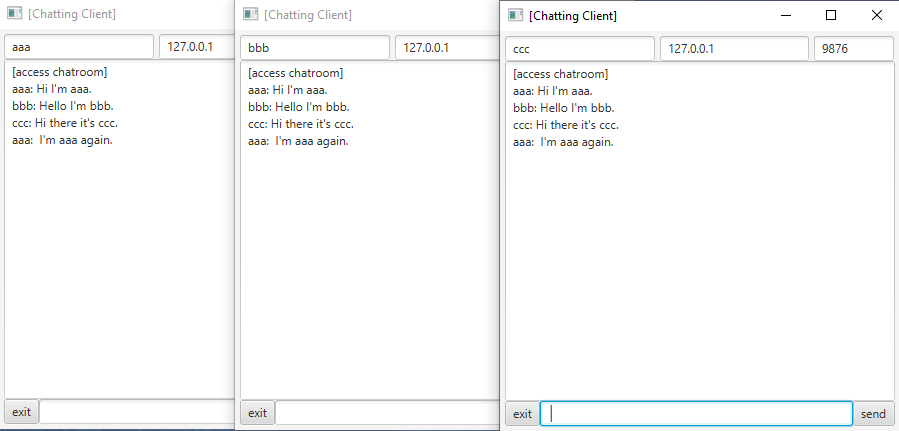 [Chatting Client]
aaa 127.0.0.1
[access chatroom]
aaa: Hi I'm aaa.
bbb: Hello I'm bbb.
ccc: Hi there it's ccc.
aaa:  I'm aaa again.
exit
[Chatting Client]
bbb 127.0.0.1
[access chatroom]
aaa: Hi I'm aaa.
bbb: Hello I'm bbb.
ccc: Hi there it's ccc.
aaa:  I'm aaa again.
exit
[Chatting Client]
ccc 127.0.0.1 9876
[access chatroom]
aaa: Hi I'm aaa.
bbb: Hello I'm bbb.
ccc: Hi there it's ccc.
aaa:  I'm aaa again.
exit send